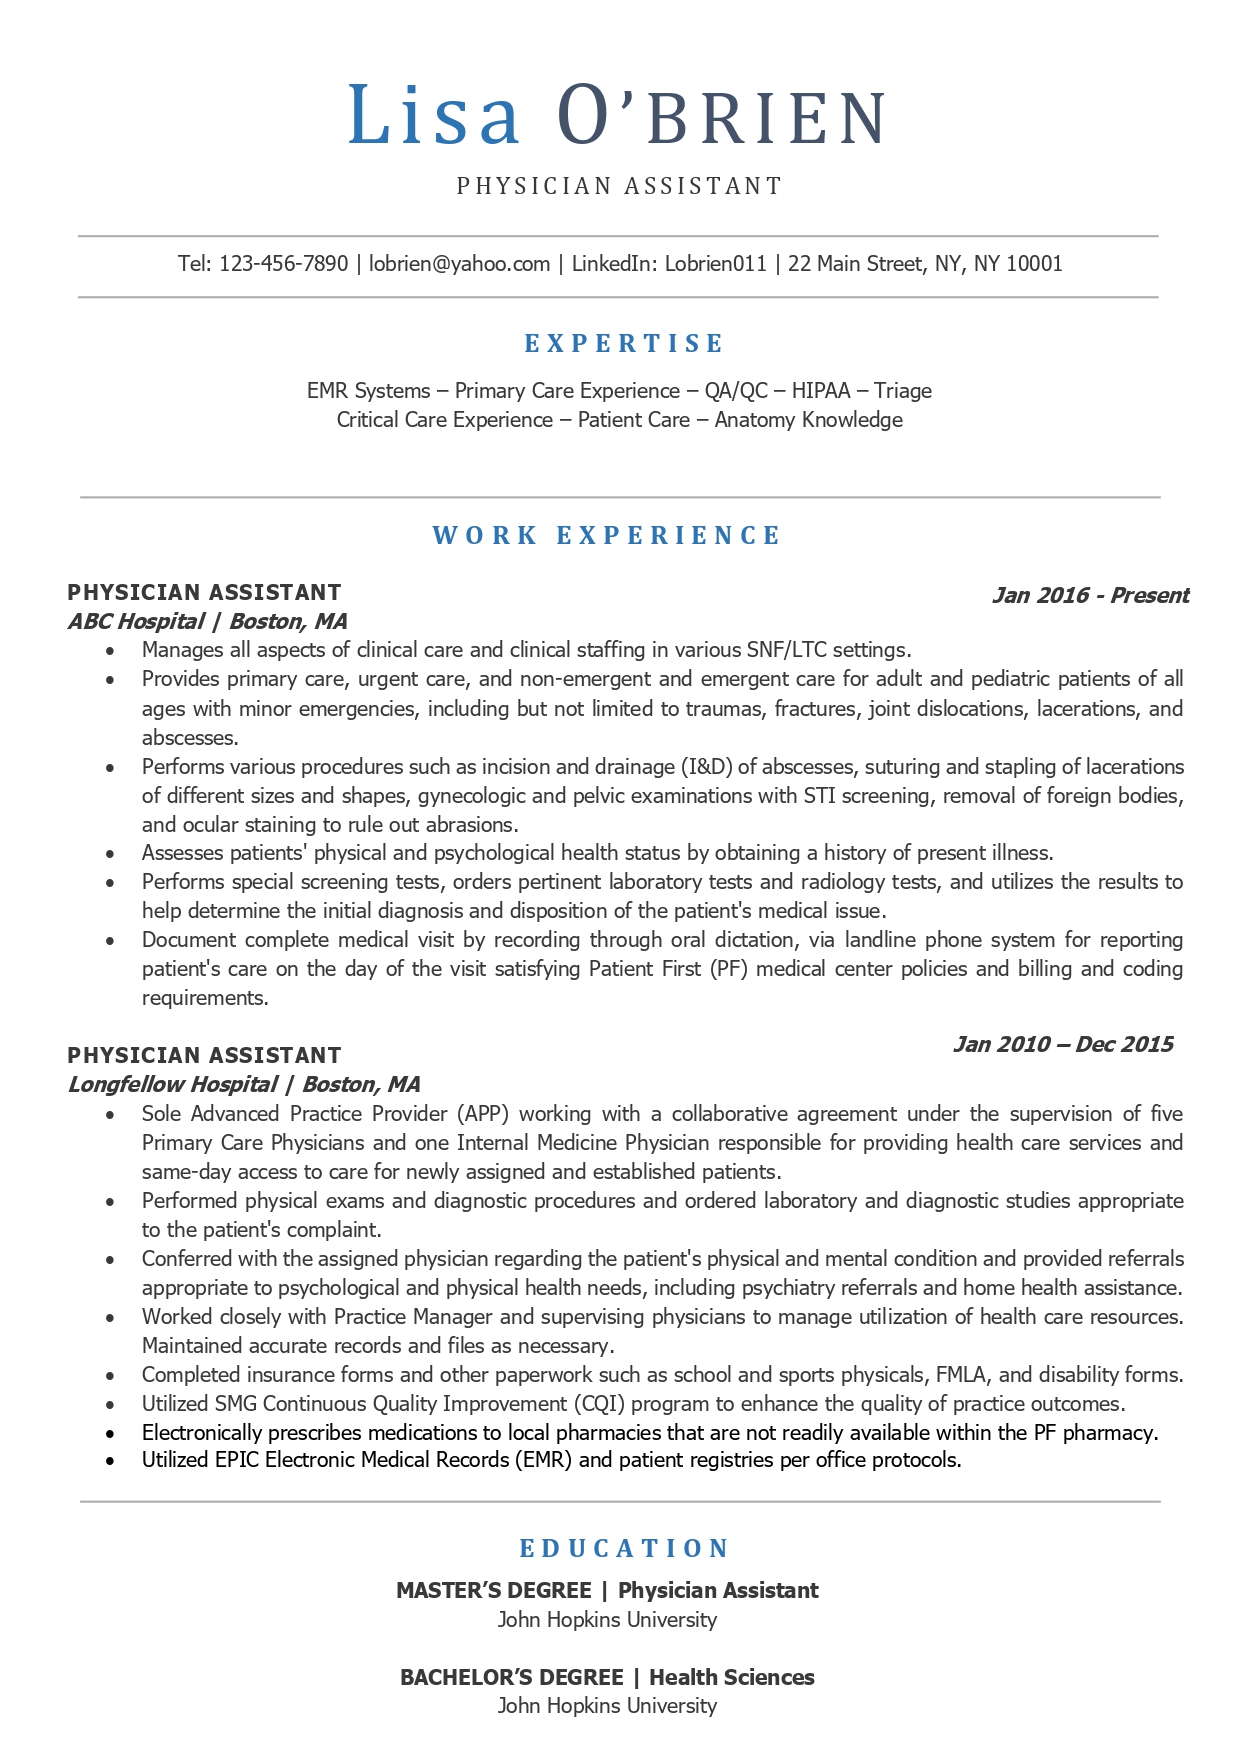 Lisa O’BRIEN
PHYSICIAN ASSISTANT
Tel: 123-456-7890 | lobrien@yahoo.com | LinkedIn: Lobrien011 | 22 Main Street, NY, NY 10001
EXPERTISE
EMR Systems – Primary Care Experience – QA/QC – HIPAA – Triage
Critical Care Experience – Patient Care – Anatomy Knowledge
WORK EXPERIENCE
PHYSICIAN ASSISTANT Jan 2016 - Present
ABC Hospital | Boston, MA
• Manages all aspects of clinical care and clinical staffing in various SNF/LTC settings.
• Provides primary care, urgent care, and non-emergent and emergent care for adult and pediatric patients of all
ages with minor emergencies, including but not limited to traumas, fractures, joint dislocations, lacerations, and
abscesses.
• Performs various procedures such as incision and drainage (I&D) of abscesses, suturing and stapling of lacerations
of different sizes and shapes, gynecologic and pelvic examinations with STI screening, removal of foreign bodies,
and ocular staining to rule out abrasions.
• Assesses patients' physical and psychological health status by obtaining a history of present illness.
• Performs special screening tests, orders pertinent laboratory tests and radiology tests, and utilizes the results to
help determine the initial diagnosis and disposition of the patient's medical issue.
• Document complete medical visit by recording through oral dictation, via landline phone system for reporting
patient's care on the day of the visit satisfying Patient First (PF) medical center policies and billing and coding
requirements.
PHYSICIAN ASSISTANT Jan 2010 – Dec 2015
Longfellow Hospital | Boston, MA
• Sole Advanced Practice Provider (APP) working with a collaborative agreement under the supervision of five
Primary Care Physicians and one Internal Medicine Physician responsible for providing health care services and
same-day access to care for newly assigned and established patients.
• Performed physical exams and diagnostic procedures and ordered laboratory and diagnostic studies appropriate
to the patient's complaint.
• Conferred with the assigned physician regarding the patient's physical and mental condition and provided referrals
appropriate to psychological and physical health needs, including psychiatry referrals and home health assistance.
• Worked closely with Practice Manager and supervising physicians to manage utilization of health care resources.
Maintained accurate records and files as necessary.
• Completed insurance forms and other paperwork such as school and sports physicals, FMLA, and disability forms.
• Utilized SMG Continuous Quality Improvement (CQI) program to enhance the quality of practice outcomes.
• Electronically prescribes medications to local pharmacies that are not readily available within the PF pharmacy.
• Utilized EPIC Electronic Medical Records (EMR) and patient registries per office protocols.
EDUCATION
MASTER’S DEGREE | Physician Assistant
John Hopkins University
BACHELOR’S DEGREE | Health Sciences
John Hopkins University